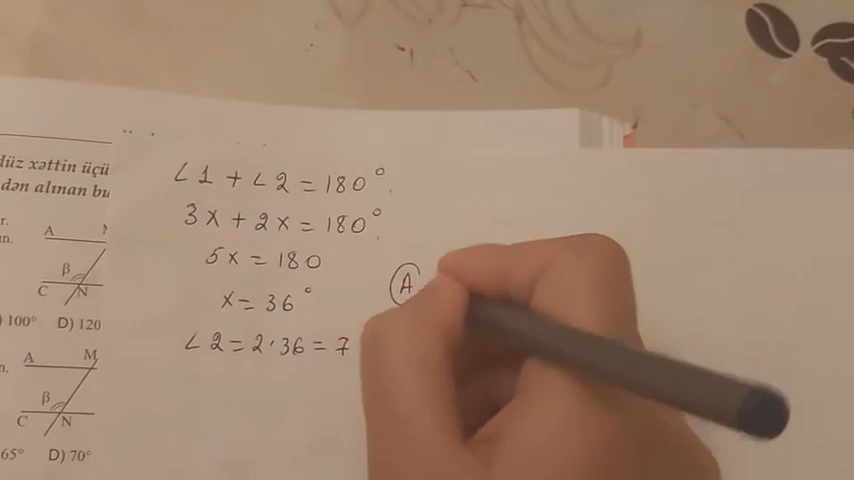 düz xəttin üçü
dən alınan bu
A
β
C N
100° D) 120
A M
β
C N
65° D) 70°
∠1 + ∠2 = 180°
3x + 2x = 180°
5x = 180
x = 36°
∠2 = 2·36 = 7
A